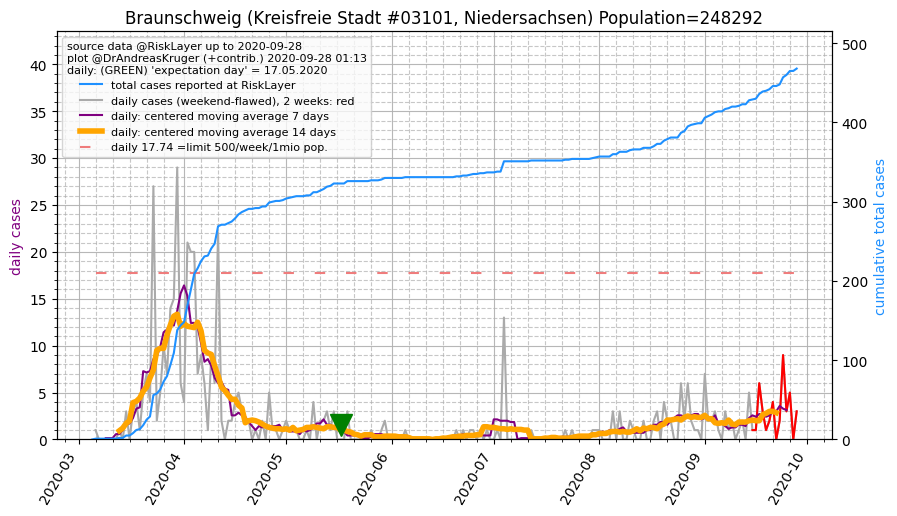 Braunschweig (Kreisfreie Stadt #03101, Niedersachsen) Population=248292
source data @RiskLayer up to 2020-09-28
plot @DrAndreasKruger (+contrib.) 2020-09-28 01:13
daily: (GREEN) 'expectation day' = 17.05.2020
total cases reported at RiskLayer
daily cases (weekend-flawed), 2 weeks: red
daily: centered moving average 7 days
daily: centered moving average 14 days
daily 17.74 =limit 500/week/1mio pop.
daily cases
40
35
30
25
20
15
10
5
0
cumulative total cases
500
400
300
200
100
0
2020-03
2020-04
2020-05
2020-06
2020-07
2020-08
2020-09
2020-10